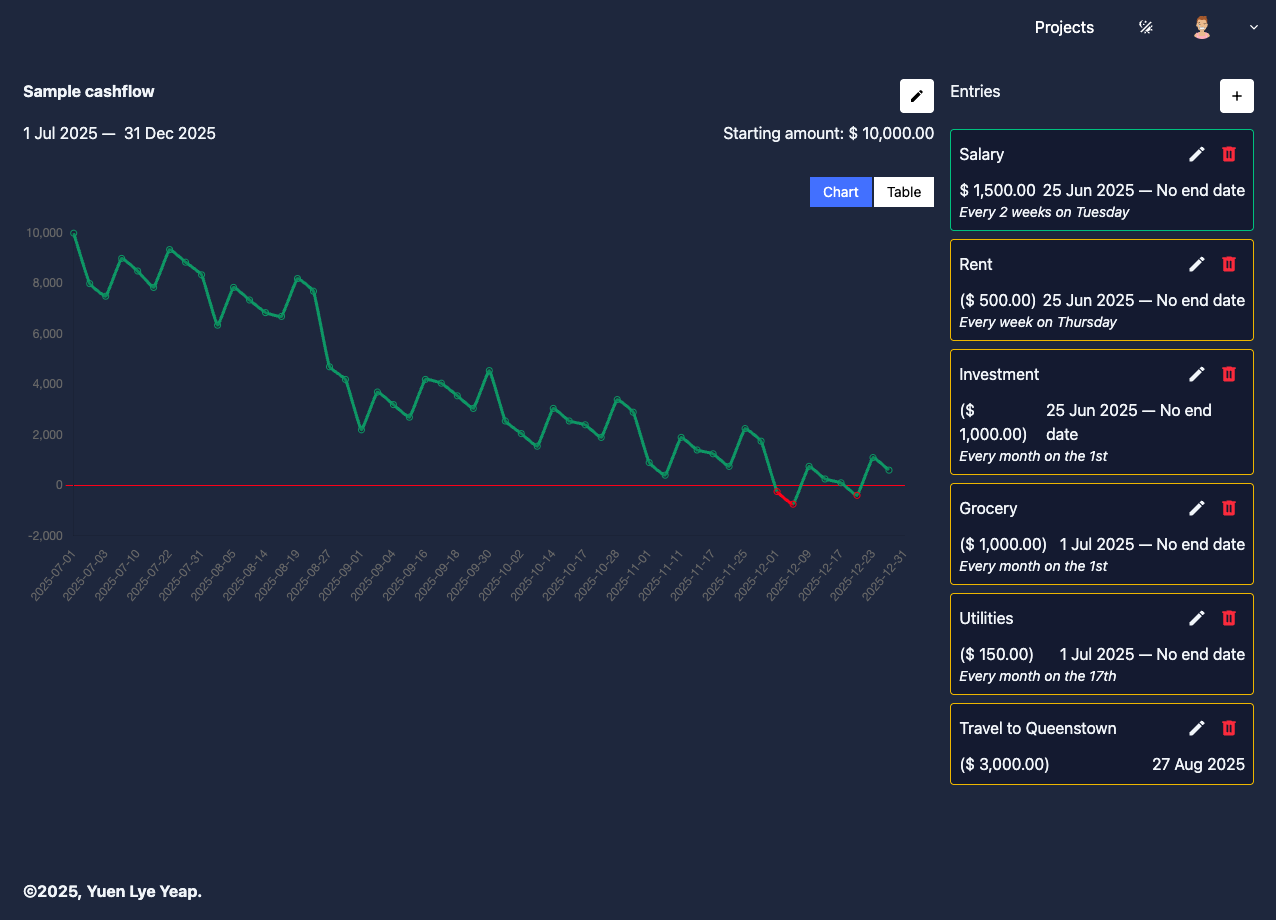 Projects
Sample cashflow
1 Jul 2025 — 31 Dec 2025
Starting amount: $ 10,000.00
Chart
Table
10,000
8,000
6,000
4,000
2,000
0
-2,000
2025-07-01
2025-07-03
2025-07-10
2025-07-22
2025-07-31
2025-08-05
2025-08-14
2025-08-19
2025-08-27
2025-09-01
2025-09-04
2025-09-16
2025-09-18
2025-09-30
2025-10-02
2025-10-14
2025-10-17
2025-10-28
2025-11-01
2025-11-11
2025-11-17
2025-11-25
2025-12-01
2025-12-09
2025-12-17
2025-12-23
2025-12-31
Entries
+
Salary
$ 1,500.00 25 Jun 2025 — No end date
Every 2 weeks on Tuesday
Rent
($ 500.00) 25 Jun 2025 — No end date
Every week on Thursday
Investment
($ 25 Jun 2025 — No end
1,000.00) date
Every month on the 1st
Grocery
($ 1,000.00) 1 Jul 2025 — No end date
Every month on the 1st
Utilities
($ 150.00) 1 Jul 2025 — No end date
Every month on the 17th
Travel to Queenstown
($ 3,000.00) 27 Aug 2025
©2025, Yuen Lye Yeap.